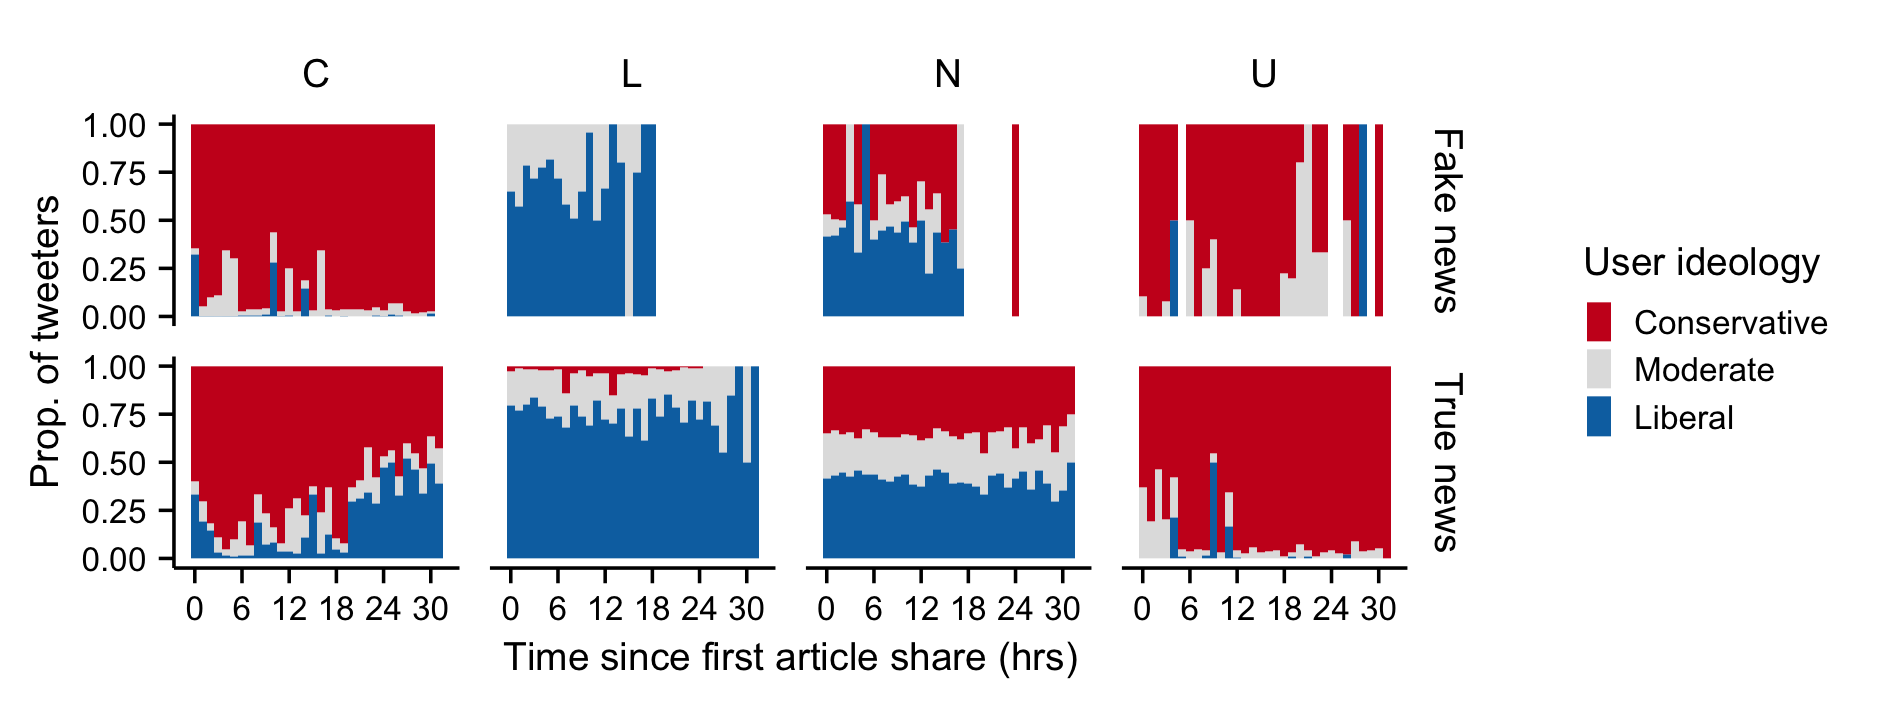 C L N U
1.00
0.75
0.50
0.25
0.00
Fake news
1.00
0.75
0.50
0.25
0.00
True news
Prop. of tweeters
0 6 12 18 24 30 0 6 12 18 24 30 0 6 12 18 24 30 0 6 12 18 24 30
Time since first article share (hrs)
User ideology
Conservative
Moderate
Liberal